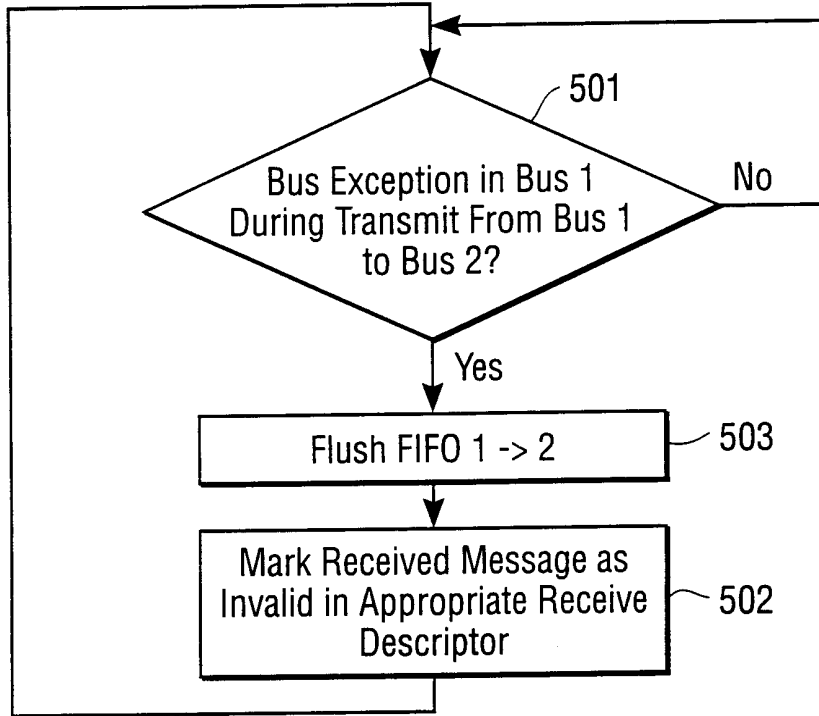 501
Bus Exception in Bus 1
During Transmit From Bus 1
to Bus 2?
No
Yes
Flush FIFO 1 -> 2
503
Mark Received Message as
Invalid in Appropriate Receive
Descriptor
502